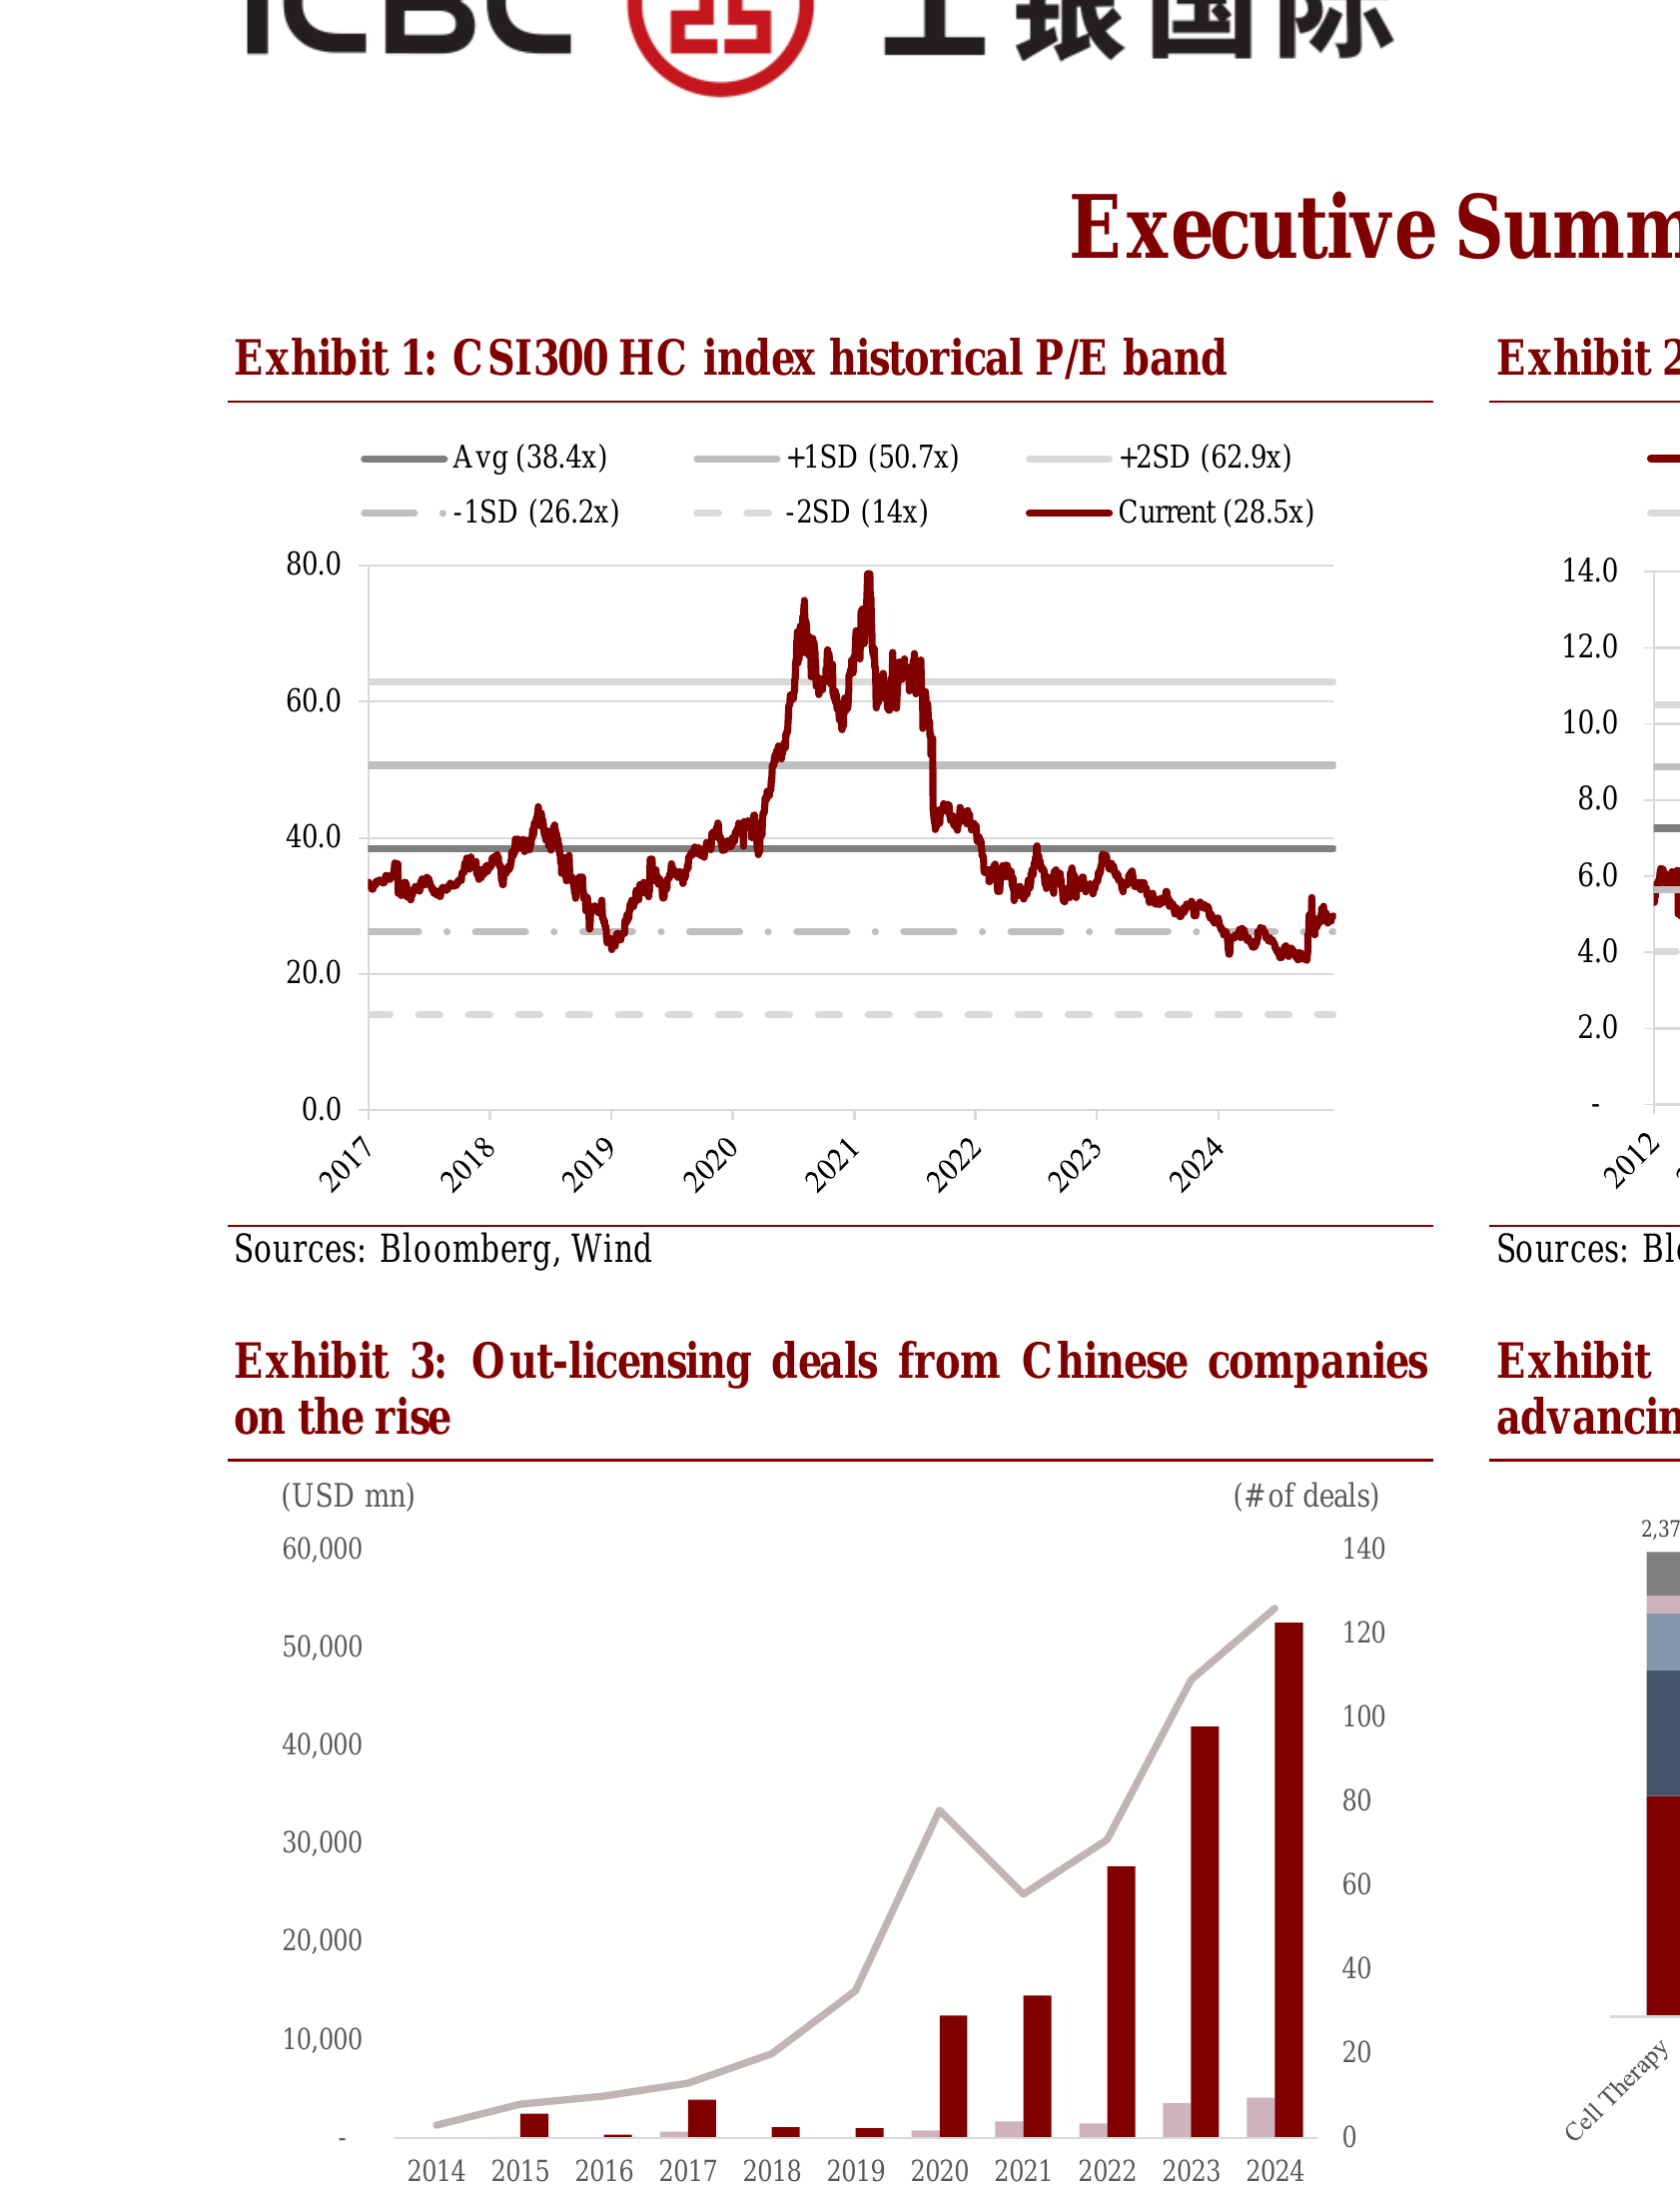 ICBC 工银国际
Executive Summ
Exhibit 1: CSI300 HC index historical P/E band
Avg (38.4x) +1SD (50.7x) +2SD (62.9x)
-1SD (26.2x) -2SD (14x) Current (28.5x)
80.0
60.0
40.0
20.0
0.0
2017 2018 2019 2020 2021 2022 2023 2024
Sources: Bloomberg, Wind
Exhibit 2
14.0
12.0
10.0
8.0
6.0
4.0
2.0
-
2012
Sources: Bl
Exhibit 3: Out-licensing deals from Chinese companies
on the rise
(USD mn) (# of deals)
60,000
50,000
40,000
30,000
20,000
10,000
-
140
120
100
80
60
40
20
0
2014 2015 2016 2017 2018 2019 2020 2021 2022 2023 2024
Exhibit
advancin
2,37
Cell Therapy